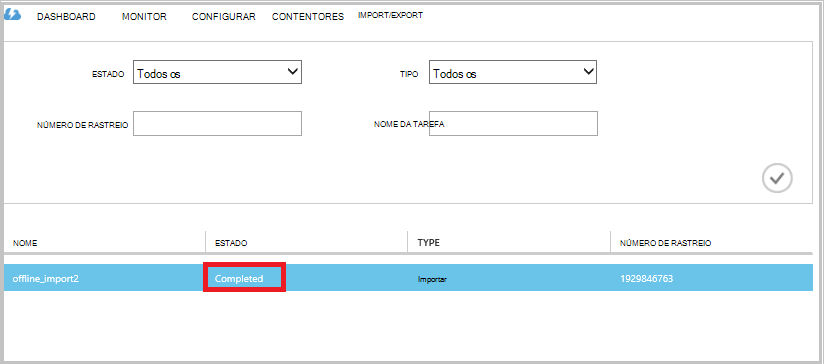 DASHBOARD MONITOR CONFIGURAR CONTENTORES IMPORT/EXPORT
ESTADO Todos os TIPO Todos os
NÚMERO DE RASTREIO NOME DA TAREFA
NOME ESTADO TYPE NÚMERO DE RASTREIO
offline_import2 Completed Importar 1929846763